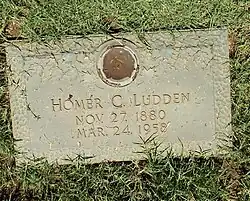 HOMER C. LUDDEN
NOV. 27, 1880
MAR. 24, 1958